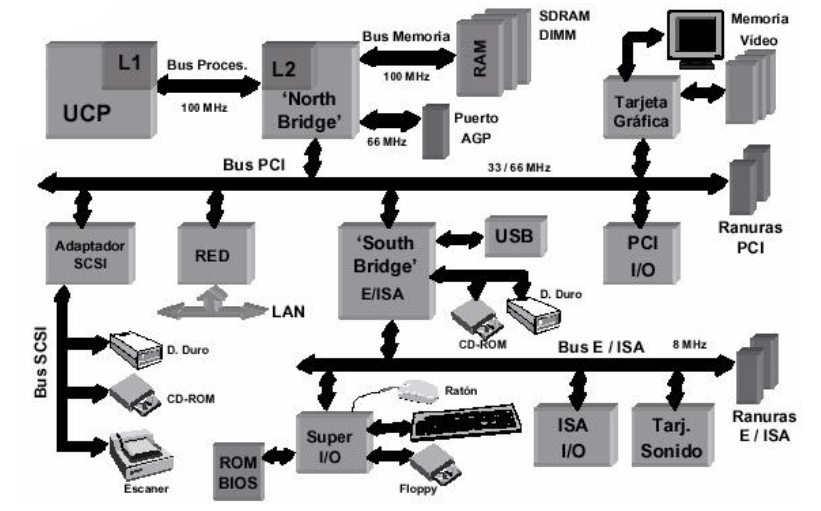 UCP
L1
Bus Proces.
100 MHz
L2
'North
Bridge'
Bus Memoria
100 MHz
RAM
SDRAM
DIMM
66 MHz
Puerto
AGP
Memoria
Vídeo
Tarjeta
Gráfica
Bus PCI
33 / 66 MHz
Ranuras
PCI
Adaptador
SCSI
RED
LAN
'South
Bridge'
E/ISA
USB
PCI
I/O
D. Duro
CD-ROM
Bus SCSI
D. Duro
CD-ROM
Escaner
Bus E / ISA
8 MHz
Ranuras
E / ISA
Ratón
Super
I/O
ROM
BIOS
Floppy
ISA
I/O
Tarj.
Sonido